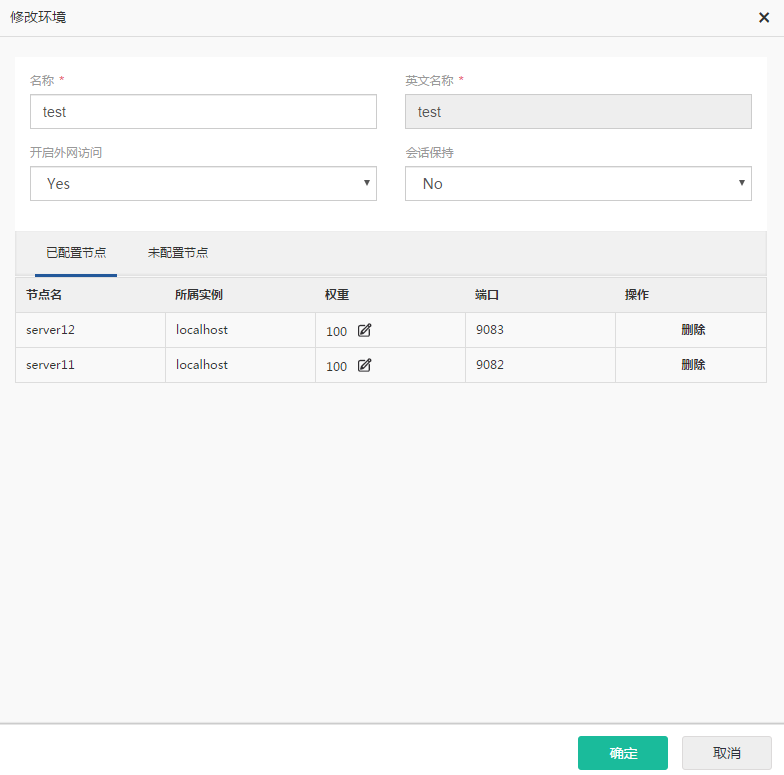 修改环境 ×
名称 * 英文名称 *
test test
开启外网访问 会话保持
Yes No
已配置节点 未配置节点
节点名 所属实例 权重 端口 操作
server12 localhost 100 9083 删除
server11 localhost 100 9082 删除
确定 取消